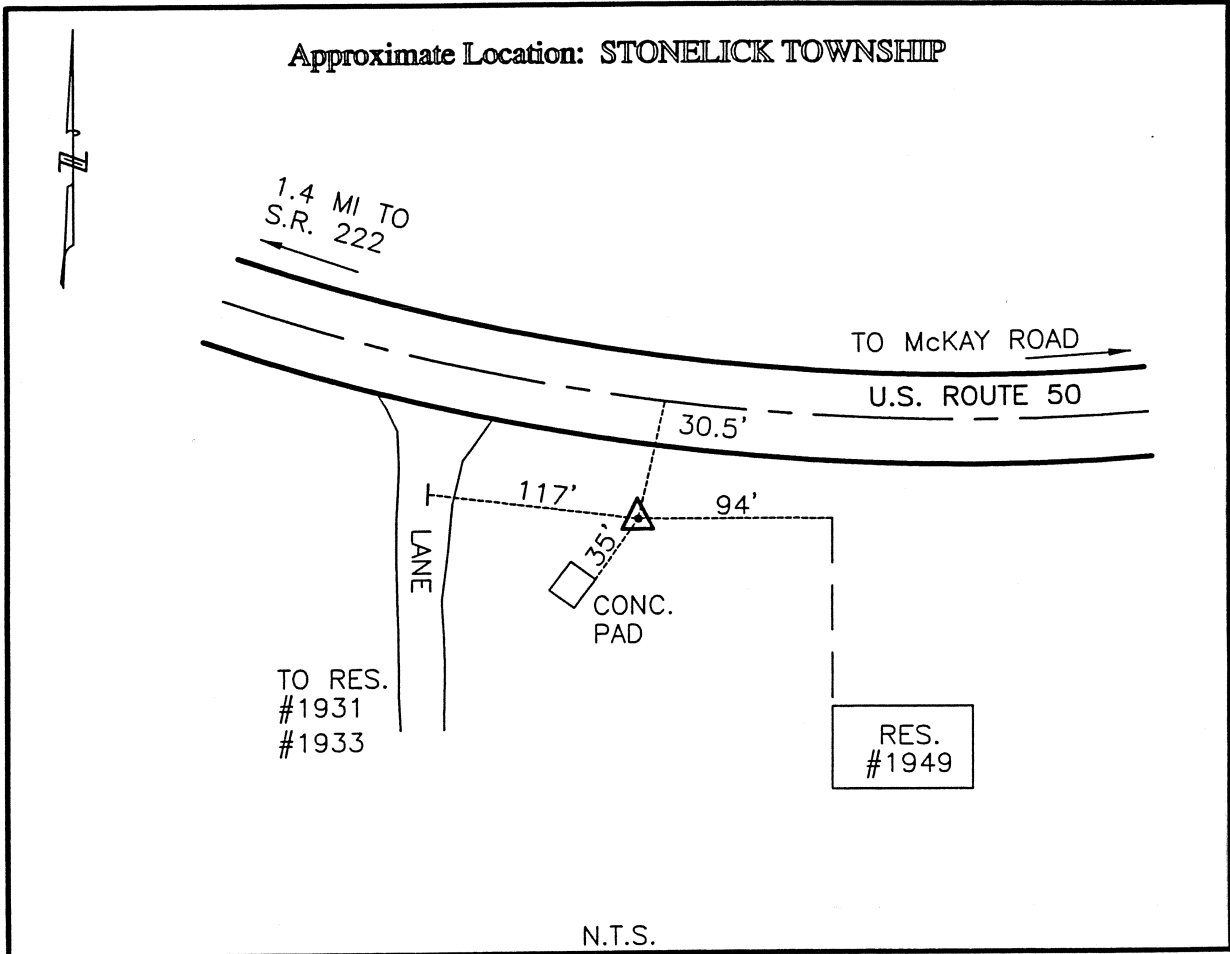 Approximate Location: STONELICK TOWNSHIP
N
1.4 MI TO
S.R. 222
TO McKAY ROAD
U.S. ROUTE 50
30.5'
117'
94'
35'
LANE
CONC.
PAD
TO RES.
#1931
#1933
RES.
#1949
N.T.S.